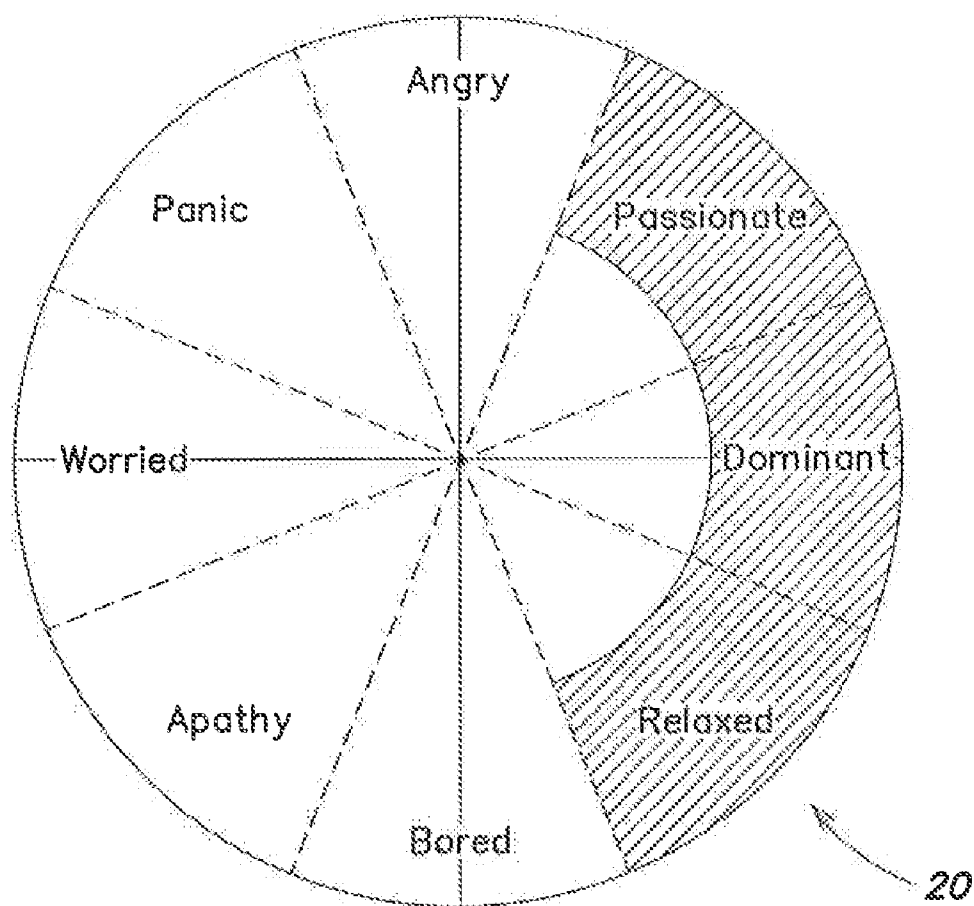 Angry
Panic
Passionate
Worried
Dominant
Apathy
Relaxed
Bored
20